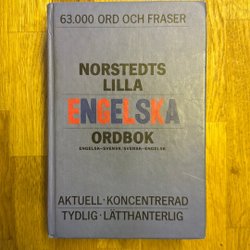 63.000 ORD OCH FRASER
NORSTEDTS
LILLA
ENGELSKA
ORDBOK
ENGELSK-SVENSK/SVENSK-ENGELSK
AKTUELL · KONCENTRERAD
TYDLIG · LÄTTHANTERLIG